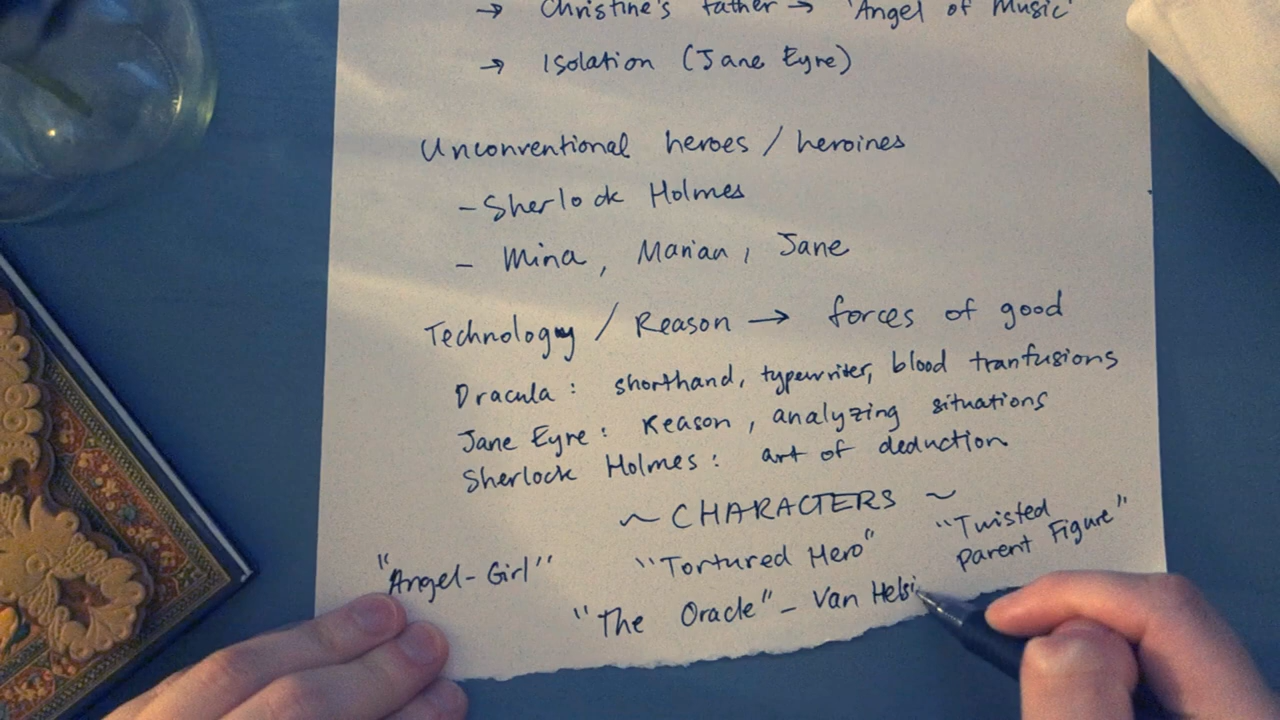 → Christine's father → 'Angel of Music'
→ Isolation (Jane Eyre)
Unconventional heroes / heroines
- Sherlock Holmes
- Mina, Marian, Jane
Technology / Reason → forces of good
Dracula: shorthand, typewriter, blood tranfusions
Jane Eyre: Reason, analyzing situations
Sherlock Holmes: art of deduction
~ CHARACTERS ~
"Angel-Girl" "Tortured Hero" "Twisted Parent Figure"
"The Oracle" - Van Helsi